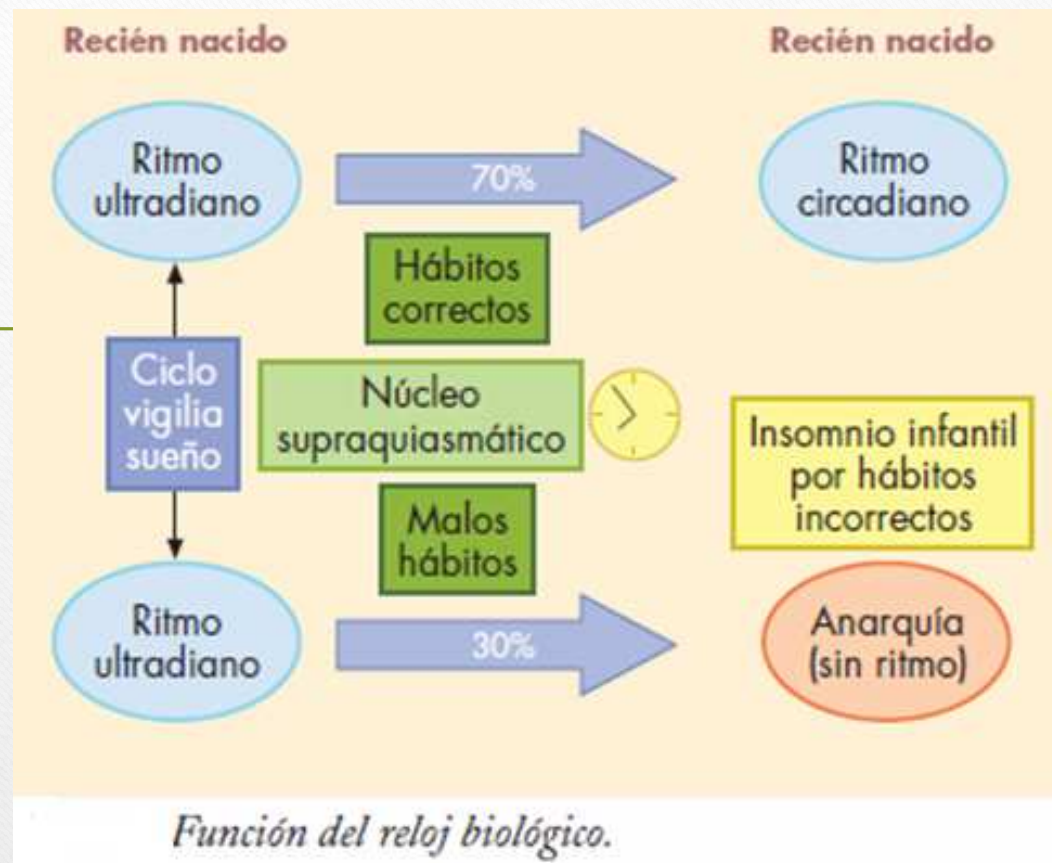 Recién nacido
Recién nacido
Ritmo
ultradiano
70%
Ritmo
circadiano
Hábitos
correctos
Ciclo
vigilia
sueño
Núcleo
supraquiasmático
Insomnio infantil
por hábitos
incorrectos
Malos
hábitos
Ritmo
ultradiano
30%
Anarquía
(sin ritmo)
Función del reloj biológico.